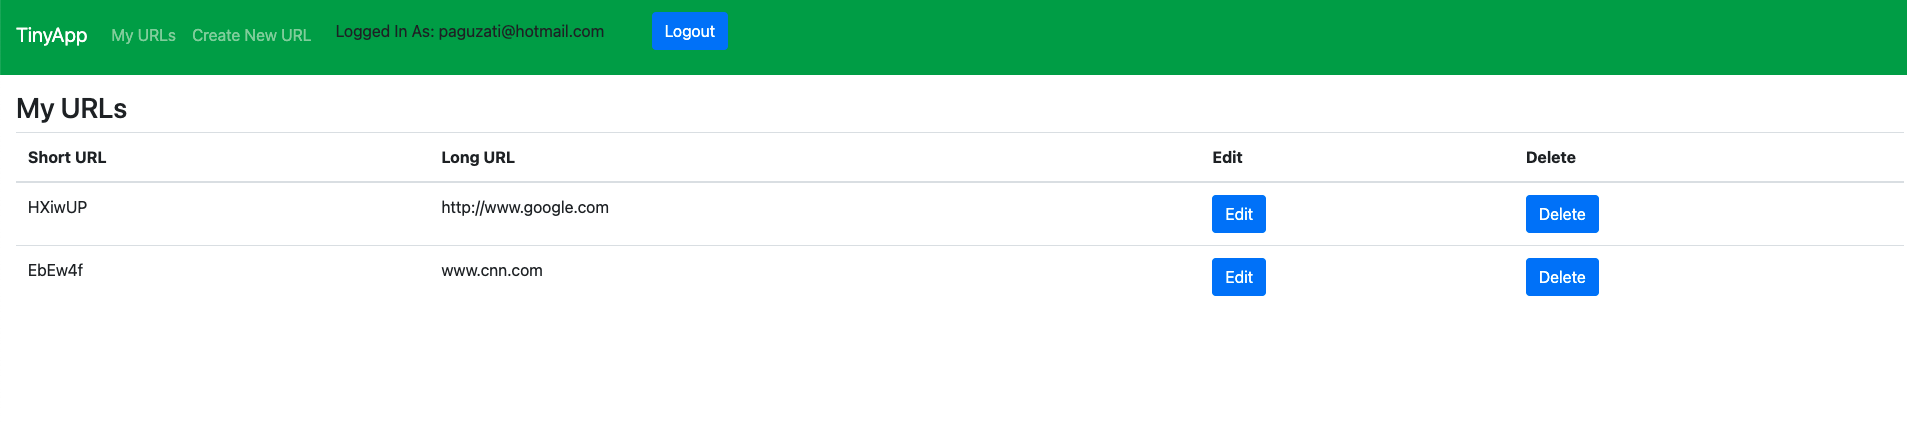 TinyApp My URLs Create New URL Logged In As: paguzati@hotmail.com Logout
My URLs
Short URL Long URL Edit Delete
HXiwUP http://www.google.com Edit Delete
EbEw4f www.cnn.com Edit Delete